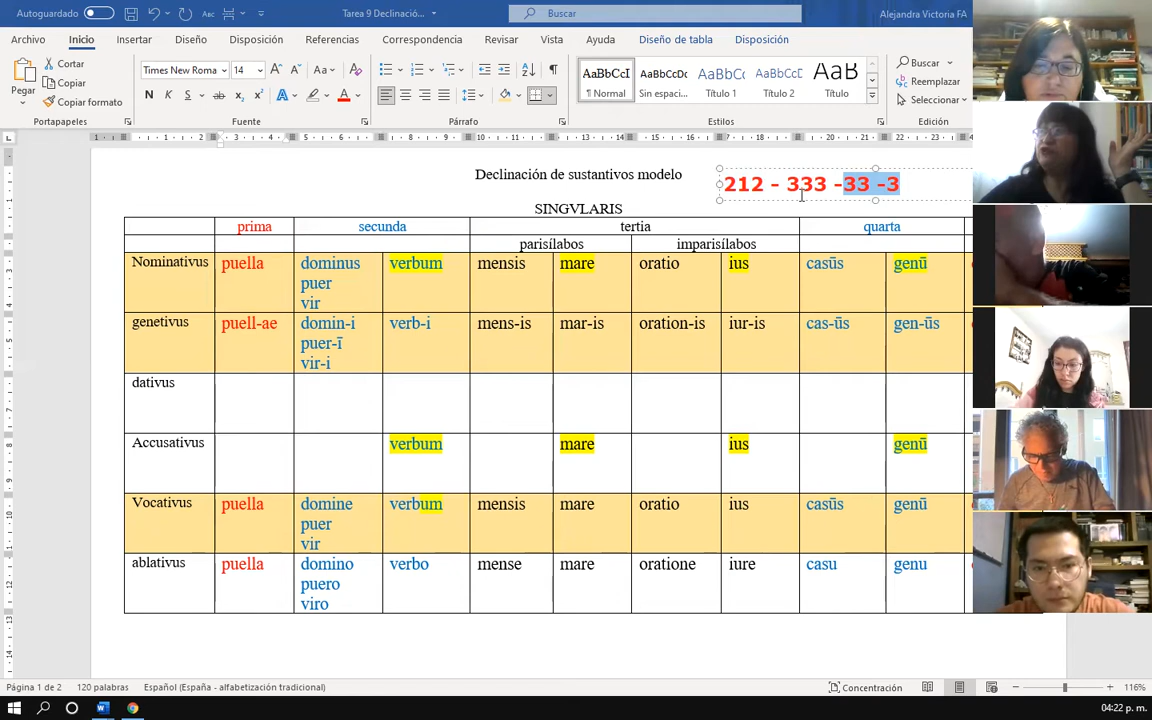 Autoguardado Tarea 9 Declinació... Buscar Alejandra Victoria FA
Archivo Inicio Insertar Diseño Disposición Referencias Correspondencia Revisar Vista Ayuda Diseño de tabla Disposición
Pegar Cortar Copiar Copiar formato
Times New Roma 14
N K S
AaBbCcI AaBbCcDc AaBbCc AaBbCcI AaB
Normal Sin espaci... Título 1 Título 2 Título
Buscar
Reemplazar
Seleccionar
Portapapeles Fuente Párrafo Estilos Edición
Declinación de sustantivos modelo
212 - 333 -33 -3
SINGVLARIS
prima secunda tertia quarta
parisílabos imparisílabos
Nominativus puella dominus verbum mensis mare oratio ius casūs genū
puer
vir
genetivus puell-ae domin-i verb-i mens-is mar-is oration-is iur-is cas-ūs gen-ūs
puer-ī
vir-i
dativus
Accusativus verbum mare ius genū
Vocativus puella domine verbum mensis mare oratio ius casūs genū
puer
vir
ablativus puella domino verbo mense mare oratione iure casu genu
puero
viro
Página 1 de 2 120 palabras Español (España - alfabetización tradicional) Concentración 116%
04:22 p. m.